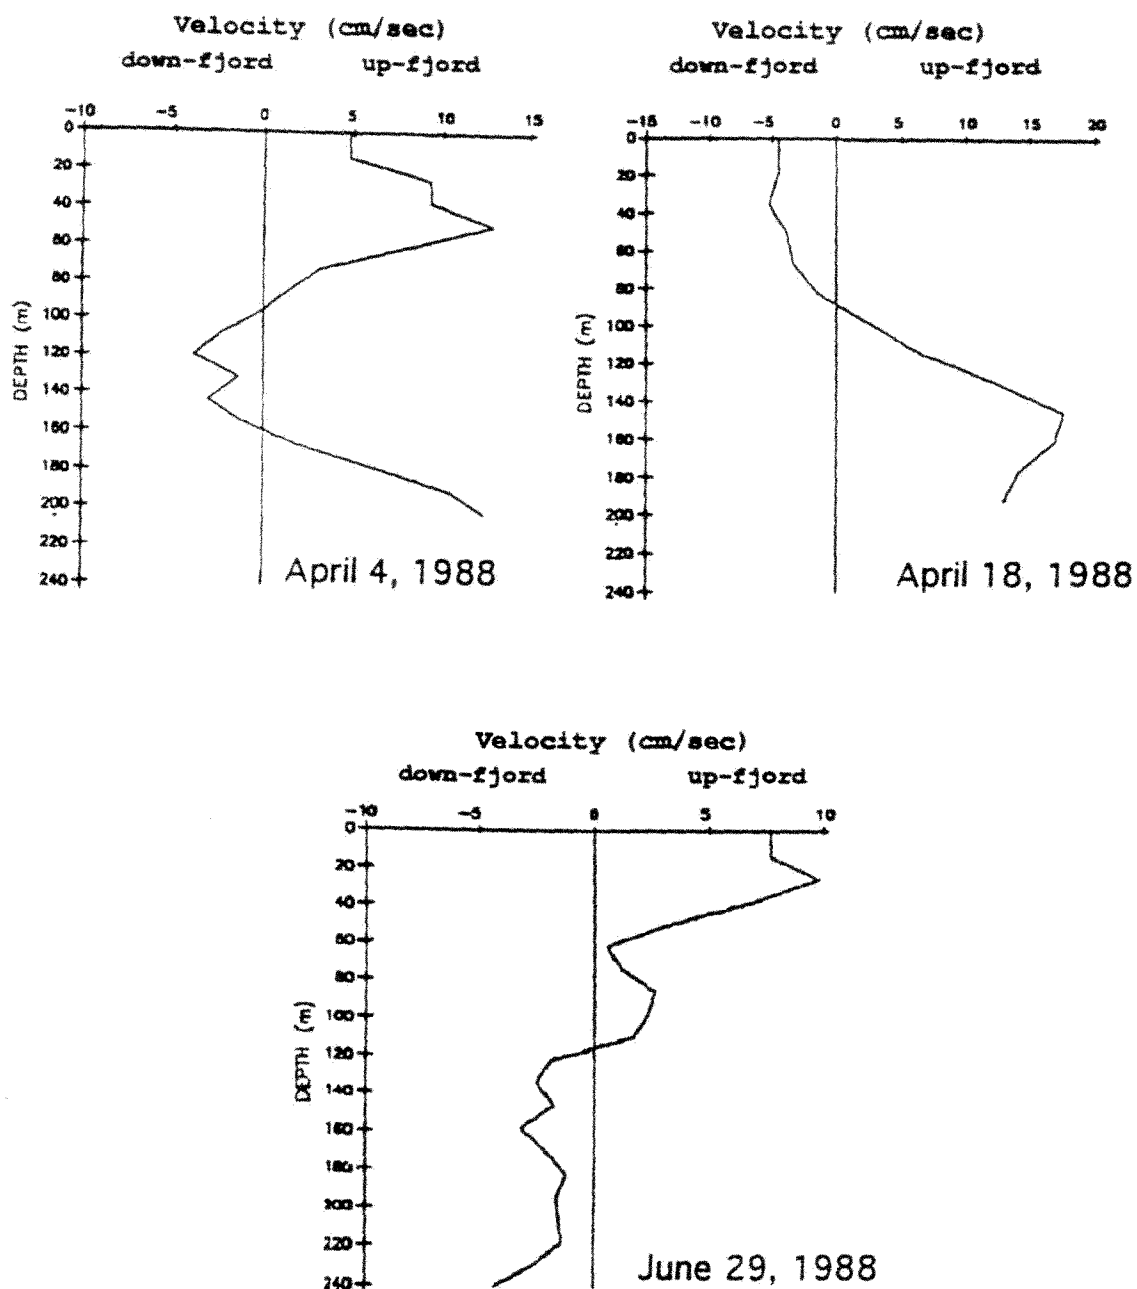 Velocity (cm/sec)
down-fjord up-fjord
-10 -5 0 5 10 15
0
20
40
60
80
100
120
140
160
180
200
220
240
DEPTH (m)
April 4, 1988
Velocity (cm/sec)
down-fjord up-fjord
-15 -10 -5 0 5 10 15 20
0
20
40
60
80
100
120
140
160
180
200
220
240
DEPTH (m)
April 18, 1988
Velocity (cm/sec)
down-fjord up-fjord
-10 -5 0 5 10
0
20
40
60
80
100
120
140
160
180
200
220
240
DEPTH (m)
June 29, 1988